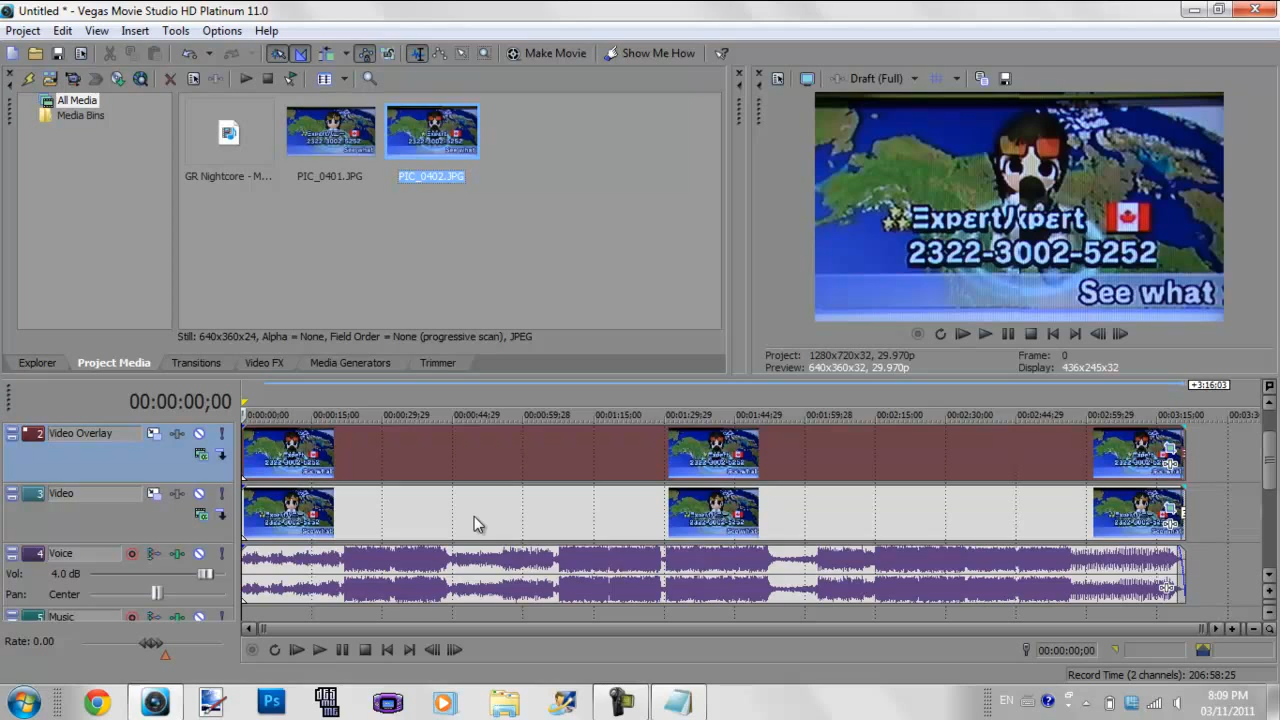 Untitled * - Vegas Movie Studio HD Platinum 11.0
Project Edit View Insert Tools Options Help
Make Movie Show Me How
All Media
Media Bins
GR Nightcore - M...
PIC_0401.JPG
PIC_0402.JPG
Still: 640x360x24, Alpha = None, Field Order = None (progressive scan), JPEG
Explorer Project Media Transitions Video FX Media Generators Trimmer
Draft (Full)
ΞxpεrtΛ̸xpεrt
2322-3002-5252
See what
Project: 1280x720x32, 29.970p Frame: 0
Preview: 640x360x32, 29.970p Display: 436x245x32
+3:16:03
00:00:00;00
0:00:00:00 00:00:15;00 00:00:29;29 00:00:44;29 00:00:59;28 00:01:15;00 00:01:29;29 00:01:44;29 00:01:59;28 00:02:15;00 00:02:30;00 00:02:44;29 00:02:59;29 00:03:15;00 00:03:3
2 Video Overlay
3 Video
4 Voice
Vol: 4.0 dB
Pan: Center
5 Music
Rate: 0.00
00:00:00;00
Record Time (2 channels): 206:58:25
Ps
EN
8:09 PM
03/11/2011